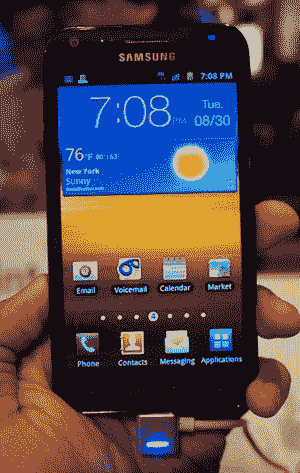 SAMSUNG
7:08 PM
7:08 PM
Tue.
08/30
76°F
New York
Sunny
Email Voicemail Calendar Market
4
Phone Contacts Messaging Applications